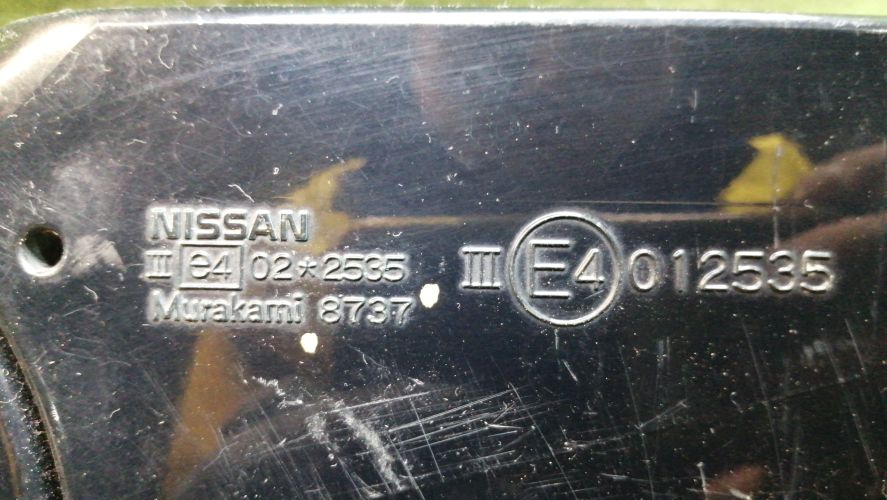 NISSAN
II e4 02*2535
Murakami 8737
III E4 012535